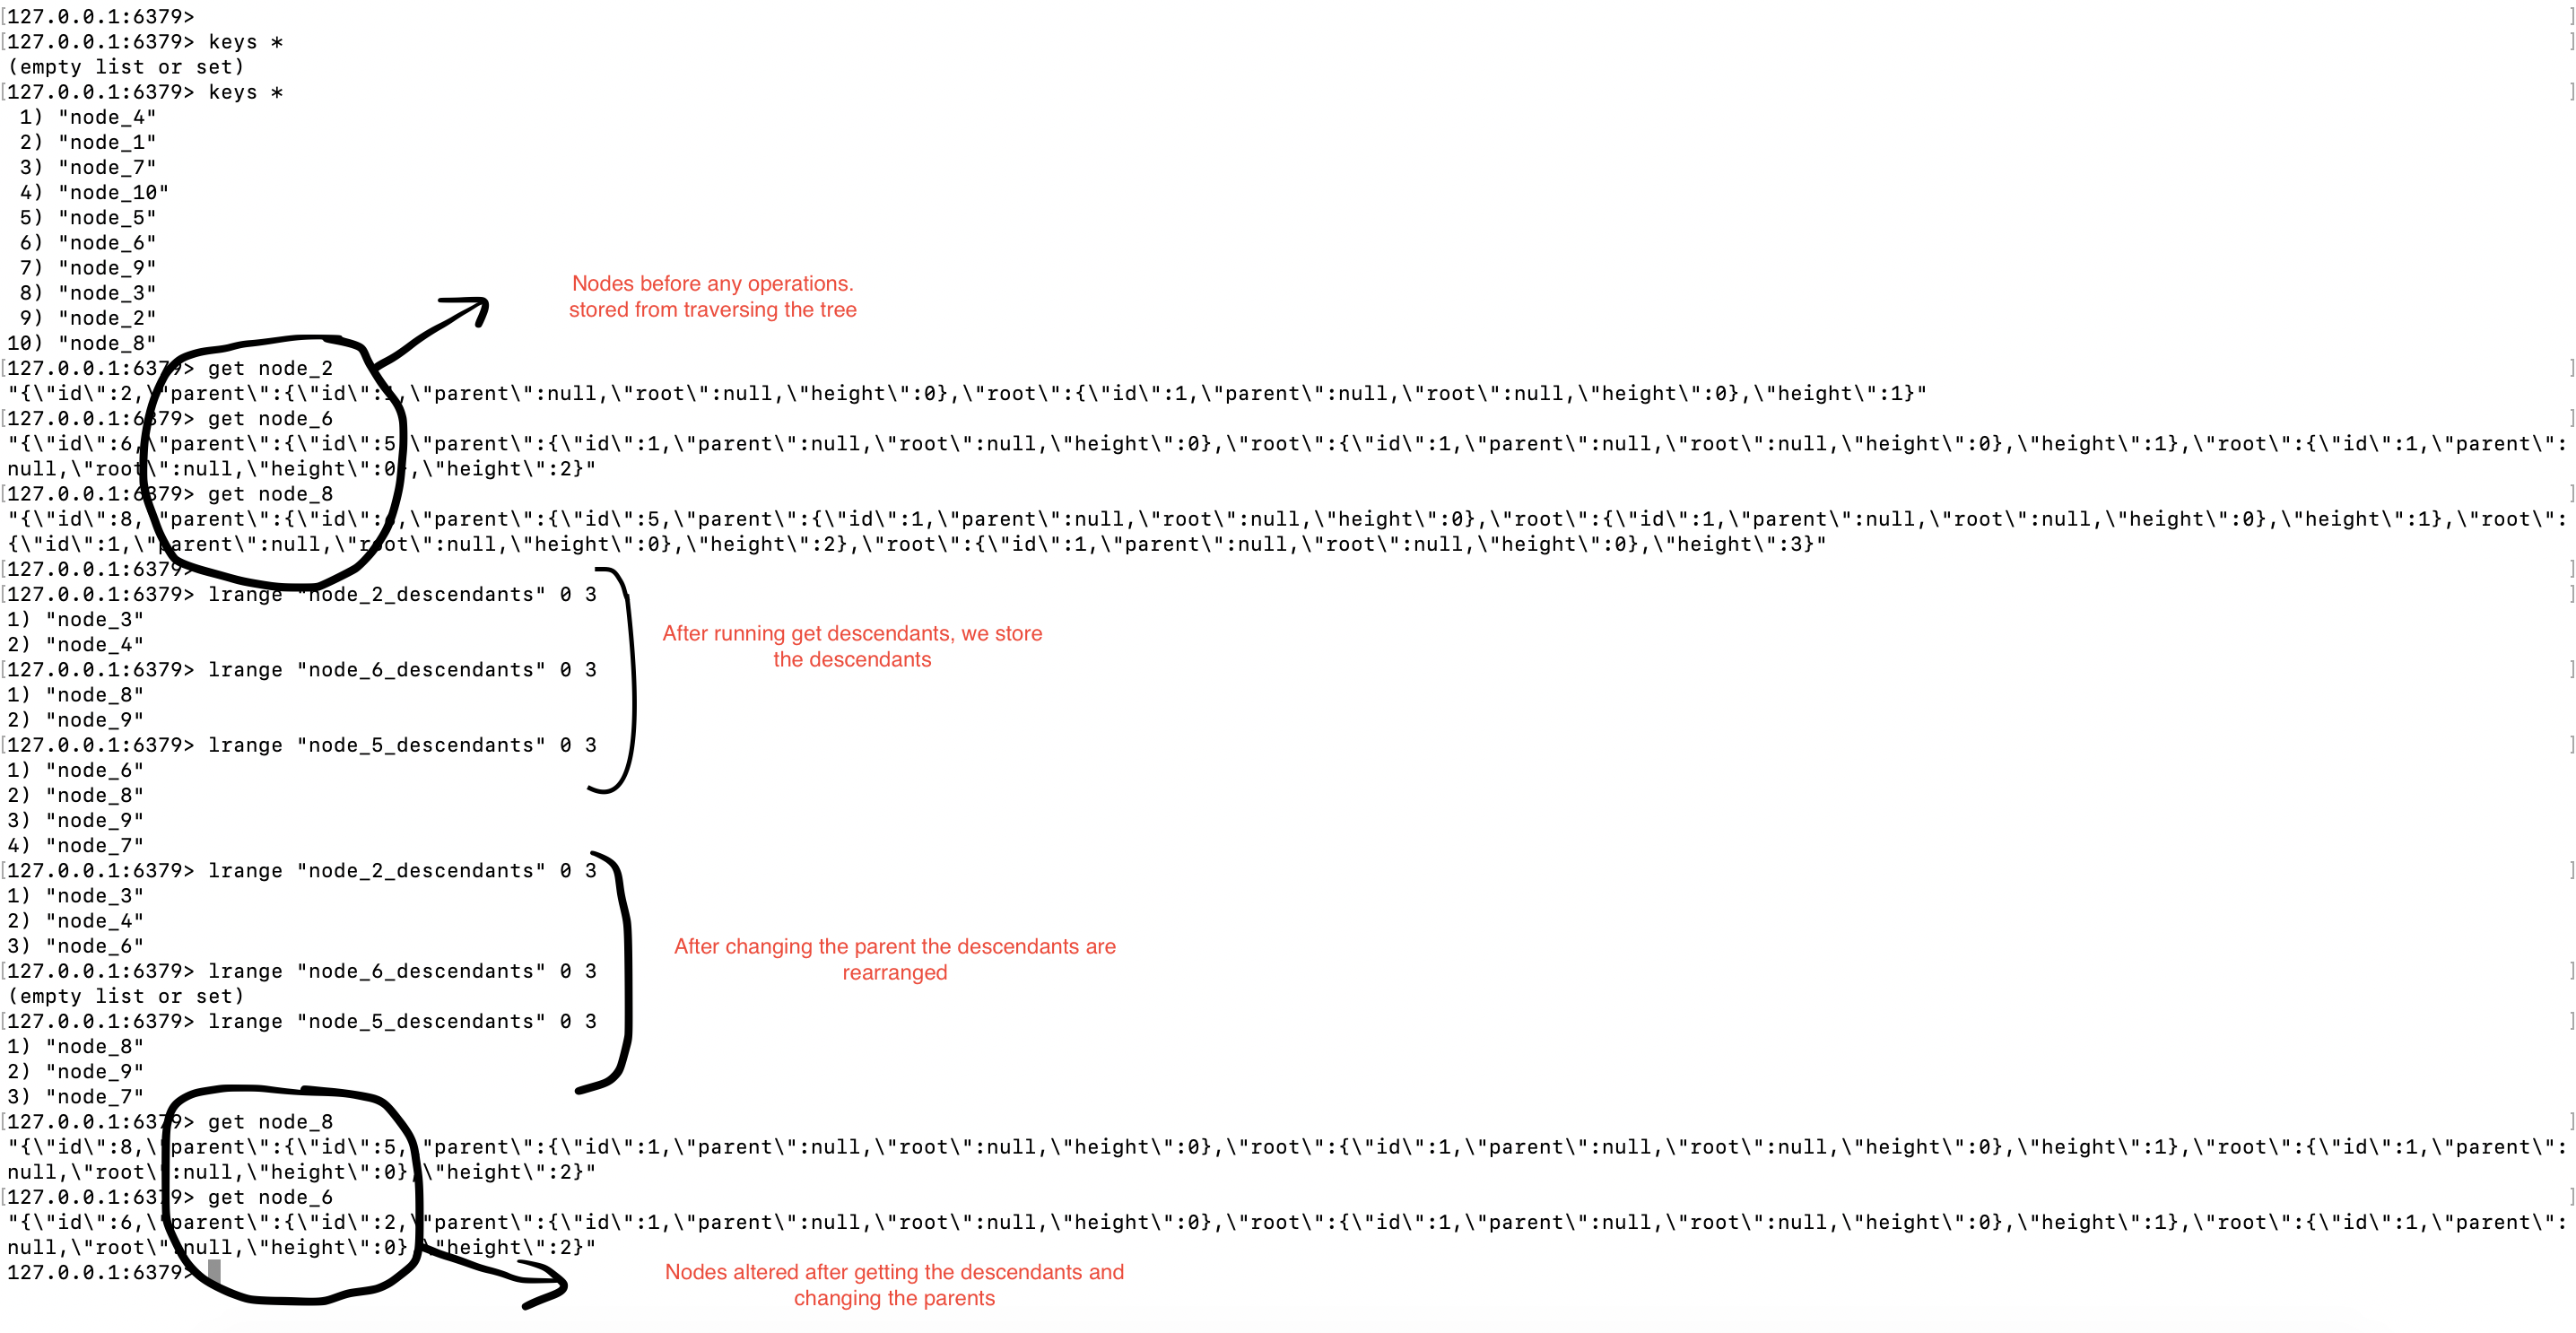 [127.0.0.1:6379>
[127.0.0.1:6379> keys *
(empty list or set)
[127.0.0.1:6379> keys *
1) "node_4"
2) "node_1"
3) "node_7"
4) "node_10"
5) "node_5"
6) "node_6"
7) "node_9"
8) "node_3"
9) "node_2"
10) "node_8"
Nodes before any operations.
stored from traversing the tree
[127.0.0.1:6379> get node_2
"{\"id\":2,\"parent\":{\"id\":1,\"parent\":null,\"root\":null,\"height\":0},\"root\":{\"id\":1,\"parent\":null,\"root\":null,\"height\":0},\"height\":1}"
[127.0.0.1:6379> get node_6
"{\"id\":6,\"parent\":{\"id\":5,\"parent\":{\"id\":1,\"parent\":null,\"root\":null,\"height\":0},\"root\":{\"id\":1,\"parent\":null,\"root\":null,\"height\":0},\"height\":1},\"root\":{\"id\":1,\"parent\":
null,\"root\":null,\"height\":0},\"height\":2}"
[127.0.0.1:6379> get node_8
"{\"id\":8,\"parent\":{\"id\":6,\"parent\":{\"id\":5,\"parent\":{\"id\":1,\"parent\":null,\"root\":null,\"height\":0},\"root\":{\"id\":1,\"parent\":null,\"root\":null,\"height\":0},\"height\":1},\"root\":
{\"id\":1,\"parent\":null,\"root\":null,\"height\":0},\"height\":2},\"root\":{\"id\":1,\"parent\":null,\"root\":null,\"height\":0},\"height\":3}"
[127.0.0.1:6379>
[127.0.0.1:6379> lrange "node_2_descendants" 0 3
1) "node_3"
2) "node_4"
[127.0.0.1:6379> lrange "node_6_descendants" 0 3
1) "node_8"
2) "node_9"
[127.0.0.1:6379> lrange "node_5_descendants" 0 3
1) "node_6"
2) "node_8"
3) "node_9"
4) "node_7"
After running get descendants, we store
the descendants
[127.0.0.1:6379> lrange "node_2_descendants" 0 3
1) "node_3"
2) "node_4"
3) "node_6"
[127.0.0.1:6379> lrange "node_6_descendants" 0 3
(empty list or set)
[127.0.0.1:6379> lrange "node_5_descendants" 0 3
1) "node_8"
2) "node_9"
3) "node_7"
After changing the parent the descendants are
rearranged
[127.0.0.1:6379> get node_8
"{\"id\":8,\"parent\":{\"id\":5,\"parent\":{\"id\":1,\"parent\":null,\"root\":null,\"height\":0},\"root\":{\"id\":1,\"parent\":null,\"root\":null,\"height\":0},\"height\":1},\"root\":{\"id\":1,\"parent\":
null,\"root\":null,\"height\":0},\"height\":2}"
[127.0.0.1:6379> get node_6
"{\"id\":6,\"parent\":{\"id\":2,\"parent\":{\"id\":1,\"parent\":null,\"root\":null,\"height\":0},\"root\":{\"id\":1,\"parent\":null,\"root\":null,\"height\":0},\"height\":1},\"root\":{\"id\":1,\"parent\":
null,\"root\":null,\"height\":0},\"height\":2}"
127.0.0.1:6379>
Nodes altered after getting the descendants and
changing the parents